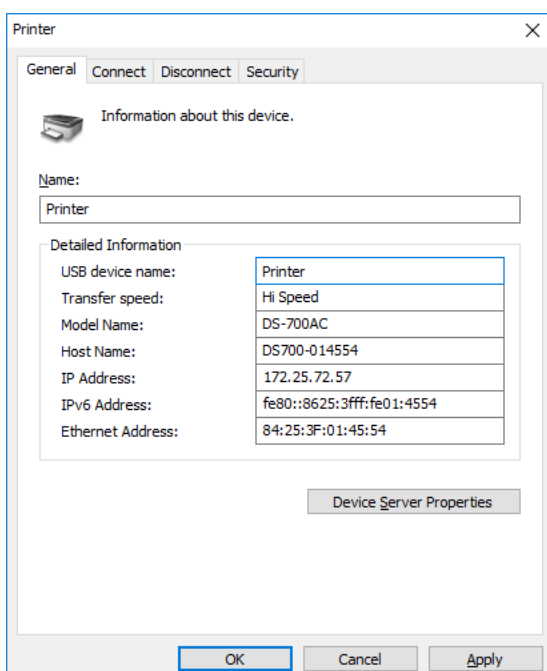 Printer
General Connect Disconnect Security
Information about this device.
Name:
Printer
Detailed Information
USB device name: Printer
Transfer speed: Hi Speed
Model Name: DS-700AC
Host Name: DS700-014554
IP Address: 172.25.72.57
IPv6 Address: fe80::8625:3fff:fe01:4554
Ethernet Address: 84:25:3F:01:45:54
Device Server Properties
OK Cancel Apply